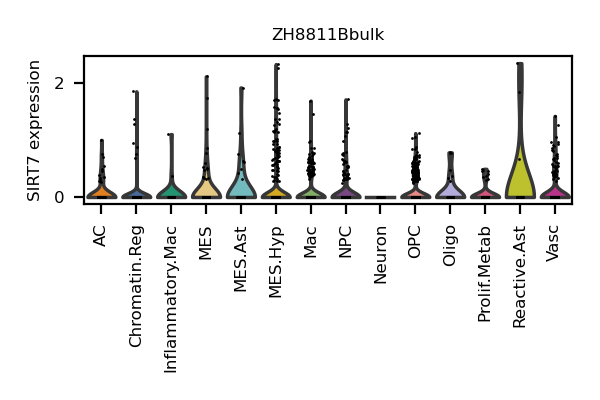 ZH8811Bbulk
SIRT7 expression
2
0
AC
Chromatin.Reg
Inflammatory.Mac
MES
MES.Ast
MES.Hyp
Mac
NPC
Neuron
OPC
Oligo
Prolif.Metab
Reactive.Ast
Vasc